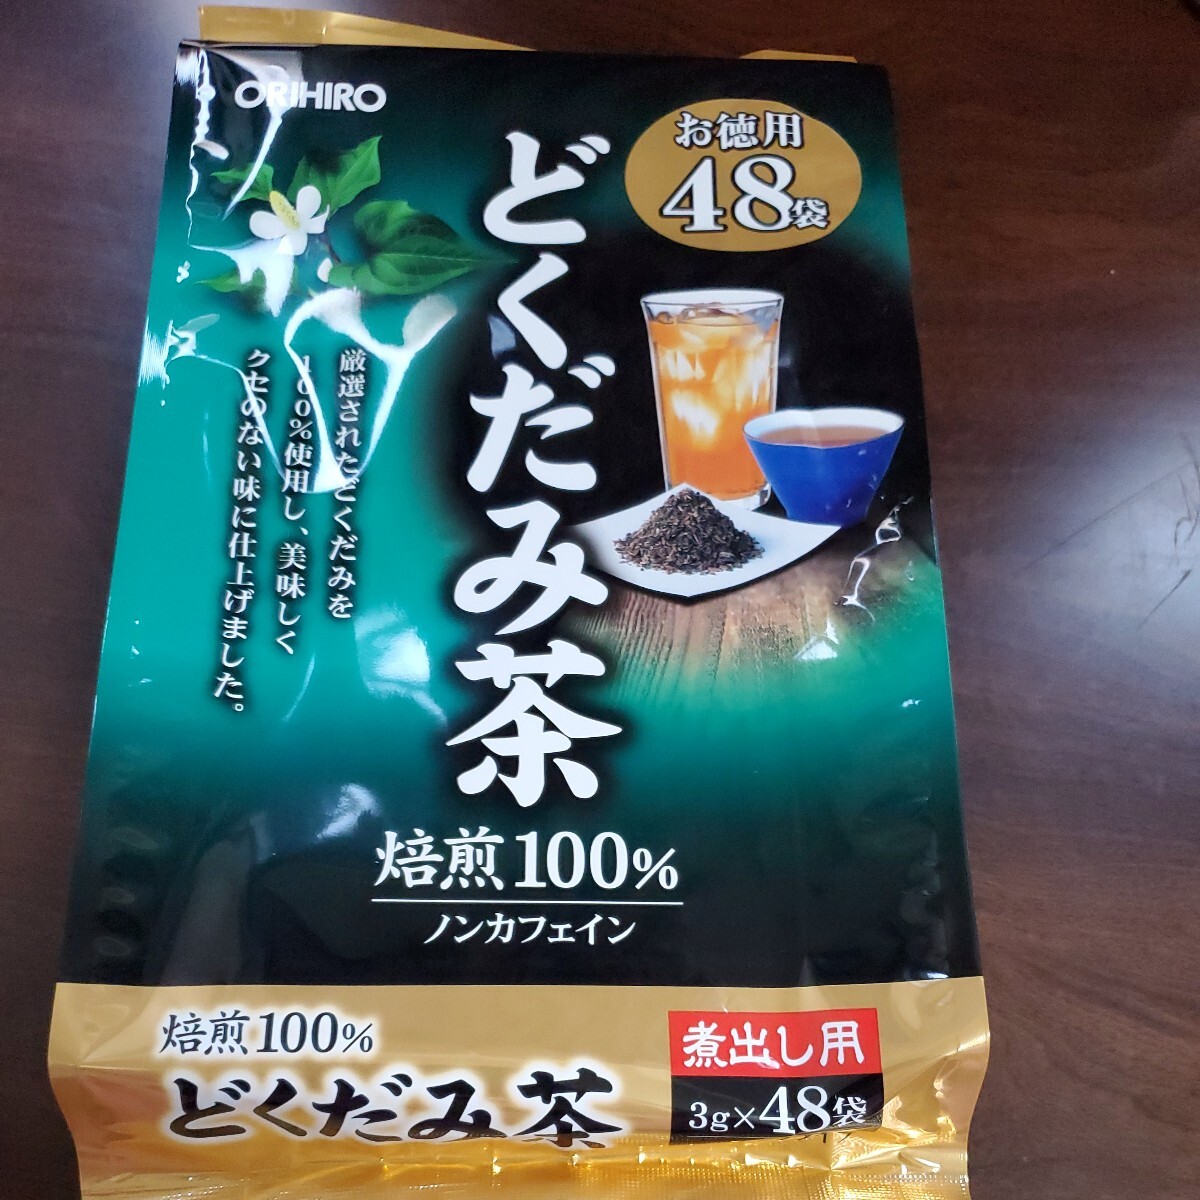 ORIHIRO
お徳用
48袋
どくだみ茶
厳選されたどくだみを
100%使用し、美味しく
クセのない味に仕上げました。
焙煎100%
ノンカフェイン
焙煎100%
どくだみ茶
煮出し用
3g×48袋